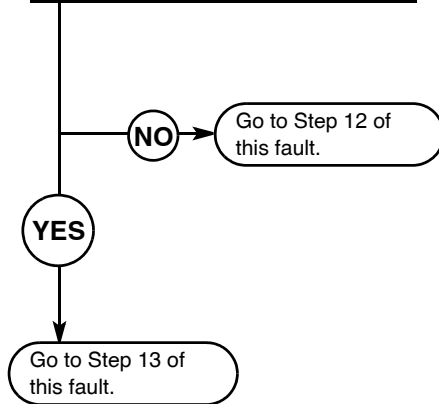 NO
Go to Step 12 of
this fault.
YES
Go to Step 13 of
this fault.